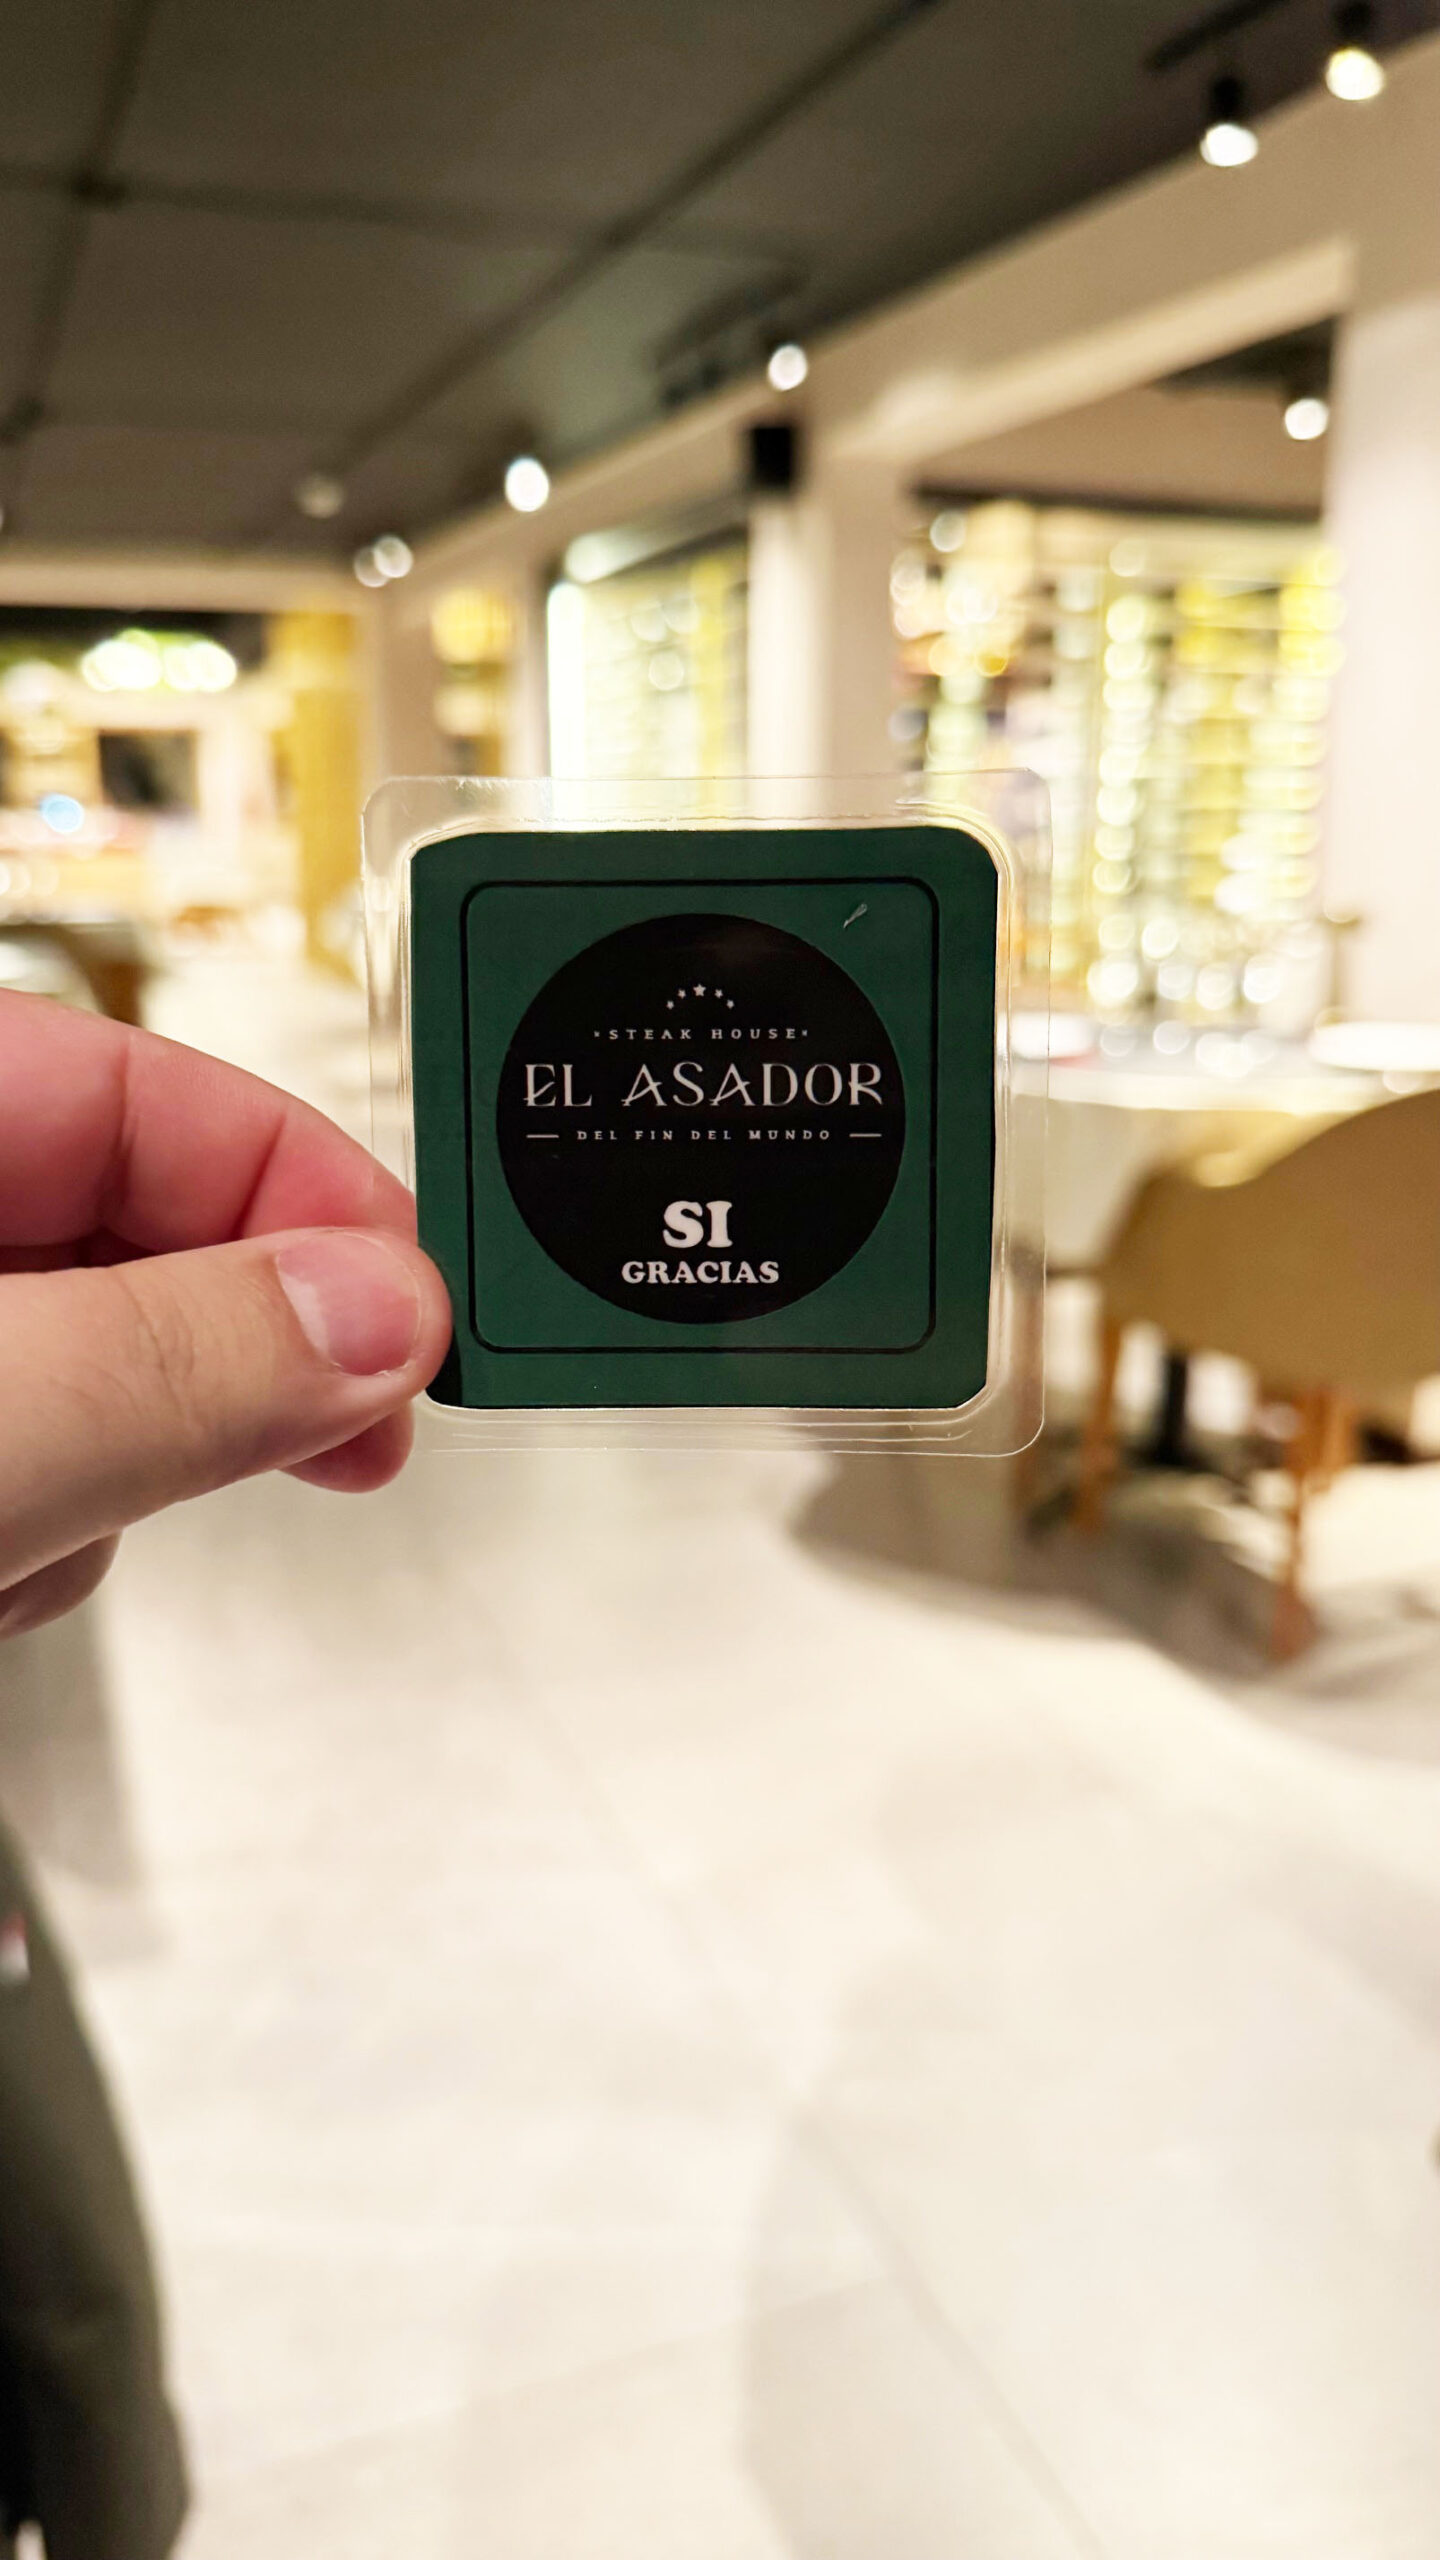 STEAK HOUSE
EL ASADOR
DEL FIN DEL MUNDO
SI
GRACIAS